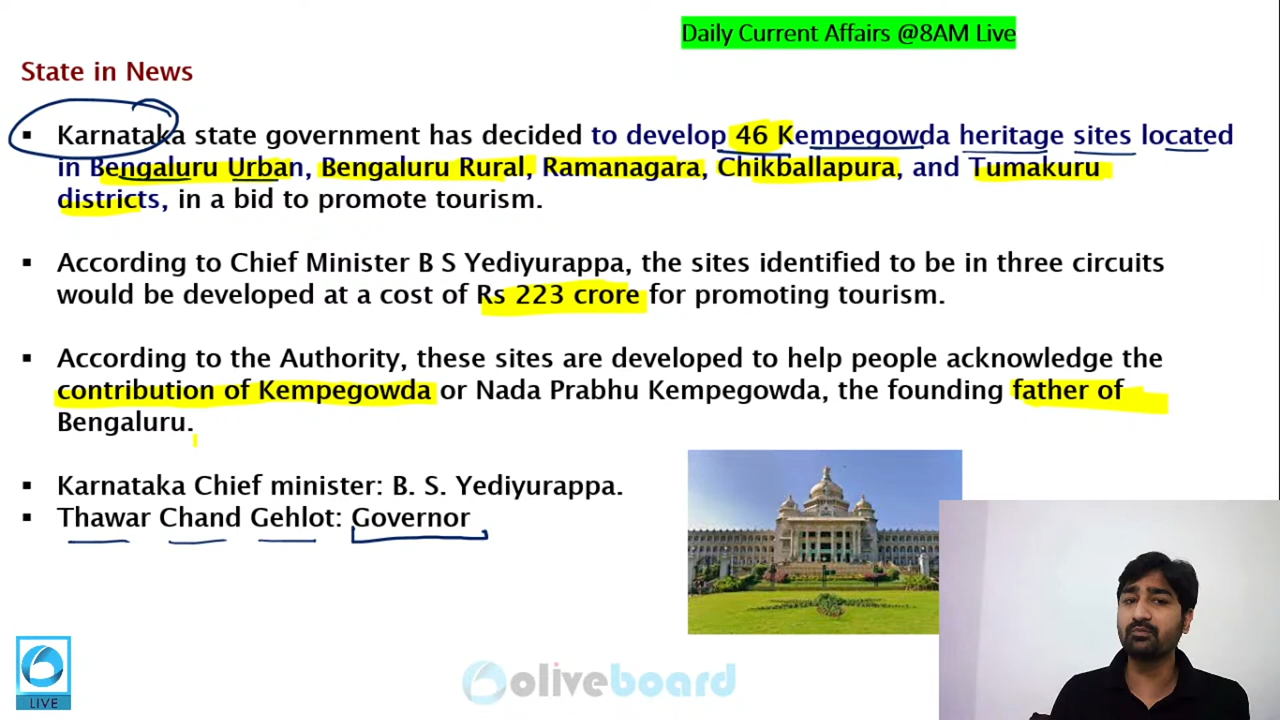 Daily Current Affairs @8AM Live
State in News
▪ Karnataka state government has decided to develop 46 Kempegowda heritage sites located
in Bengaluru Urban, Bengaluru Rural, Ramanagara, Chikballapura, and Tumakuru
districts, in a bid to promote tourism.
▪ According to Chief Minister B S Yediyurappa, the sites identified to be in three circuits
would be developed at a cost of Rs 223 crore for promoting tourism.
▪ According to the Authority, these sites are developed to help people acknowledge the
contribution of Kempegowda or Nada Prabhu Kempegowda, the founding father of
Bengaluru.
▪ Karnataka Chief minister: B. S. Yediyurappa.
▪ Thawar Chand Gehlot: Governor
LIVE
oliveboard